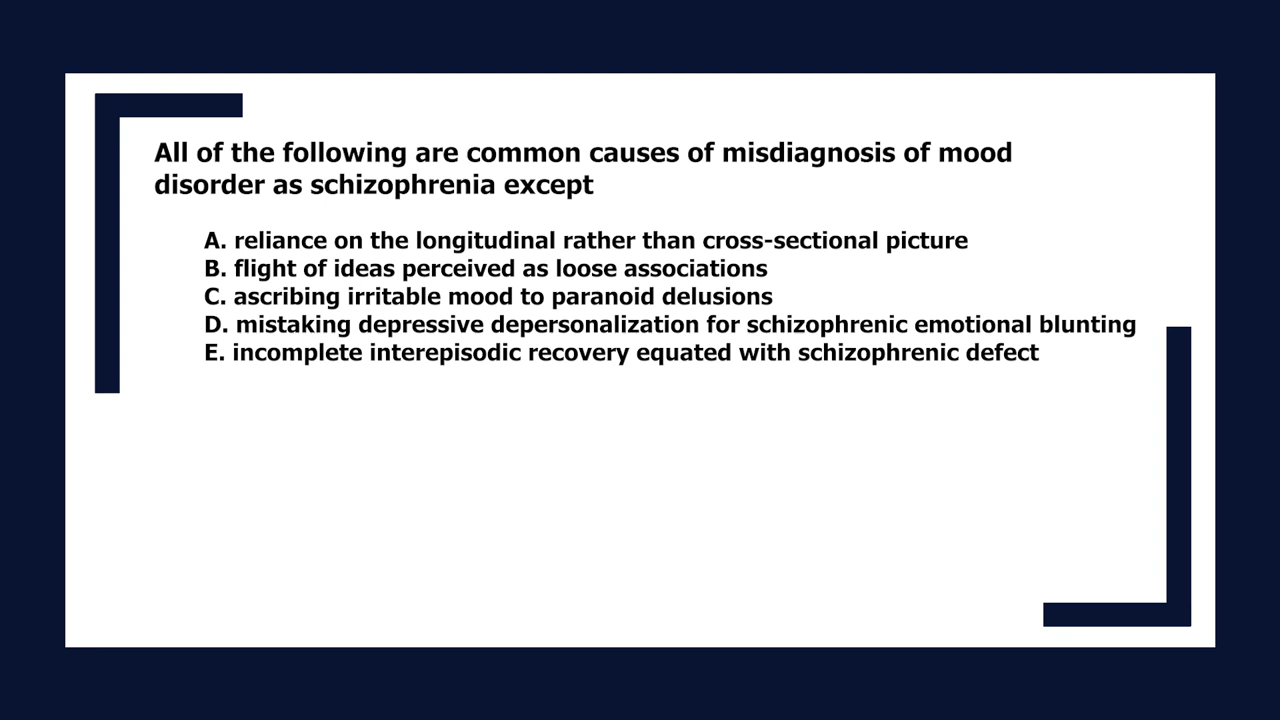 All of the following are common causes of misdiagnosis of mood
disorder as schizophrenia except
A. reliance on the longitudinal rather than cross-sectional picture
B. flight of ideas perceived as loose associations
C. ascribing irritable mood to paranoid delusions
D. mistaking depressive depersonalization for schizophrenic emotional blunting
E. incomplete interepisodic recovery equated with schizophrenic defect